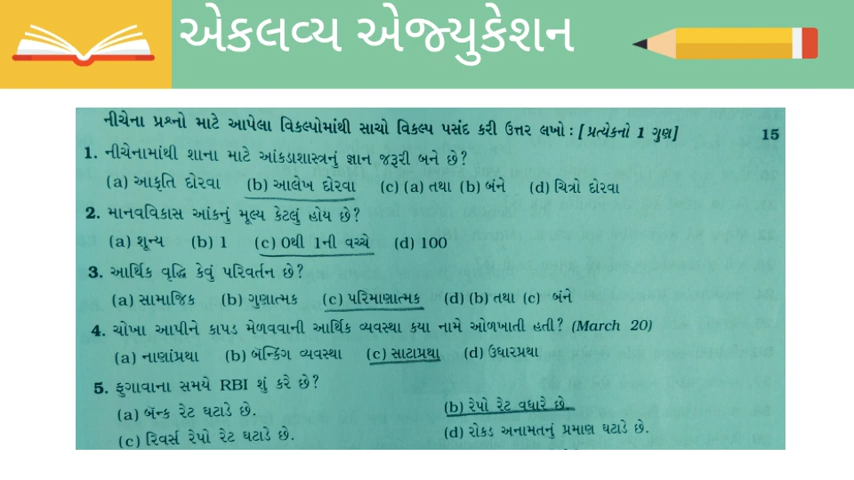 એકલવ્ય એજ્યુકેશન
નીચેના પ્રશ્નો માટે આપેલા વિકલ્પોમાંથી સાચો વિકલ્પ પસંદ કરી ઉત્તર લખો : [પ્રત્યેકનો 1 ગુણ] 15
1. નીચેનામાંથી શાના માટે આંકડાશાસ્ત્રનું જ્ઞાન જરૂરી બને છે?
(a) આકૃતિ દોરવા (b) આલેખ દોરવા (c) (a) તથા (b) બંને (d) ચિત્રો દોરવા
2. માનવવિકાસ આંકનું મૂલ્ય કેટલું હોય છે?
(a) શૂન્ય (b) 1 (c) 0થી 1ની વચ્ચે (d) 100
3. આર્થિક વૃદ્ધિ કેવું પરિવર્તન છે?
(a) સામાજિક (b) ગુણાત્મક (c) પરિમાણાત્મક (d) (b) તથા (c) બંને
4. ચોખા આપીને કાપડ મેળવવાની આર્થિક વ્યવસ્થા કયા નામે ઓળખાતી હતી? (March 20)
(a) નાણાંપ્રથા (b) બૅન્કિંગ વ્યવસ્થા (c) સાટાપ્રથા (d) ઉધારપ્રથા
5. ફુગાવાના સમયે RBI શું કરે છે?
(a) બૅન્ક રેટ ઘટાડે છે. (b) રેપો રેટ વધારે છે.
(c) રિવર્સ રેપો રેટ ઘટાડે છે. (d) રોકડ અનામતનું પ્રમાણ ઘટાડે છે.